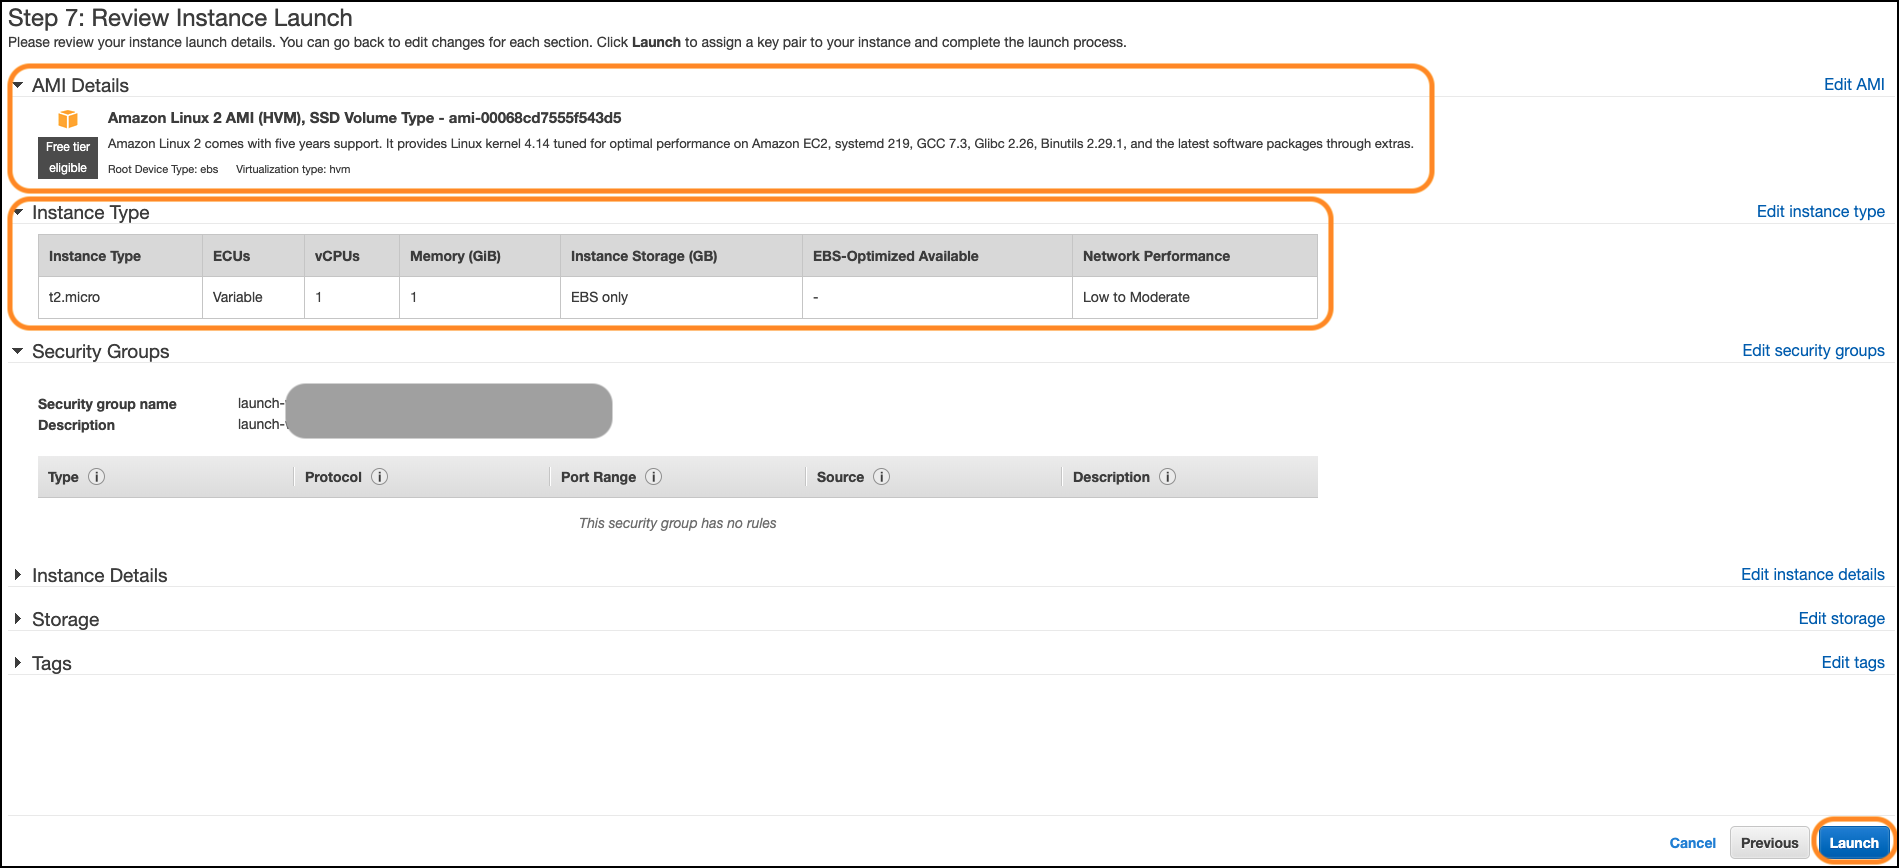 Step 7: Review Instance Launch
Please review your instance launch details. You can go back to edit changes for each section. Click Launch to assign a key pair to your instance and complete the launch process.
AMI Details
Edit AMI
Amazon Linux 2 AMI (HVM), SSD Volume Type - ami-00068cd7555f543d5
Free tier
eligible
Amazon Linux 2 comes with five years support. It provides Linux kernel 4.14 tuned for optimal performance on Amazon EC2, systemd 219, GCC 7.3, Glibc 2.26, Binutils 2.29.1, and the latest software packages through extras.
Root Device Type: ebs Virtualization type: hvm
Instance Type
Edit instance type
Instance Type ECUs vCPUs Memory (GiB) Instance Storage (GB) EBS-Optimized Available Network Performance
t2.micro Variable 1 1 EBS only - Low to Moderate
Security Groups
Edit security groups
Security group name launch-
Description launch-
Type Protocol Port Range Source Description
This security group has no rules
Instance Details
Edit instance details
Storage
Edit storage
Tags
Edit tags
Cancel Previous Launch